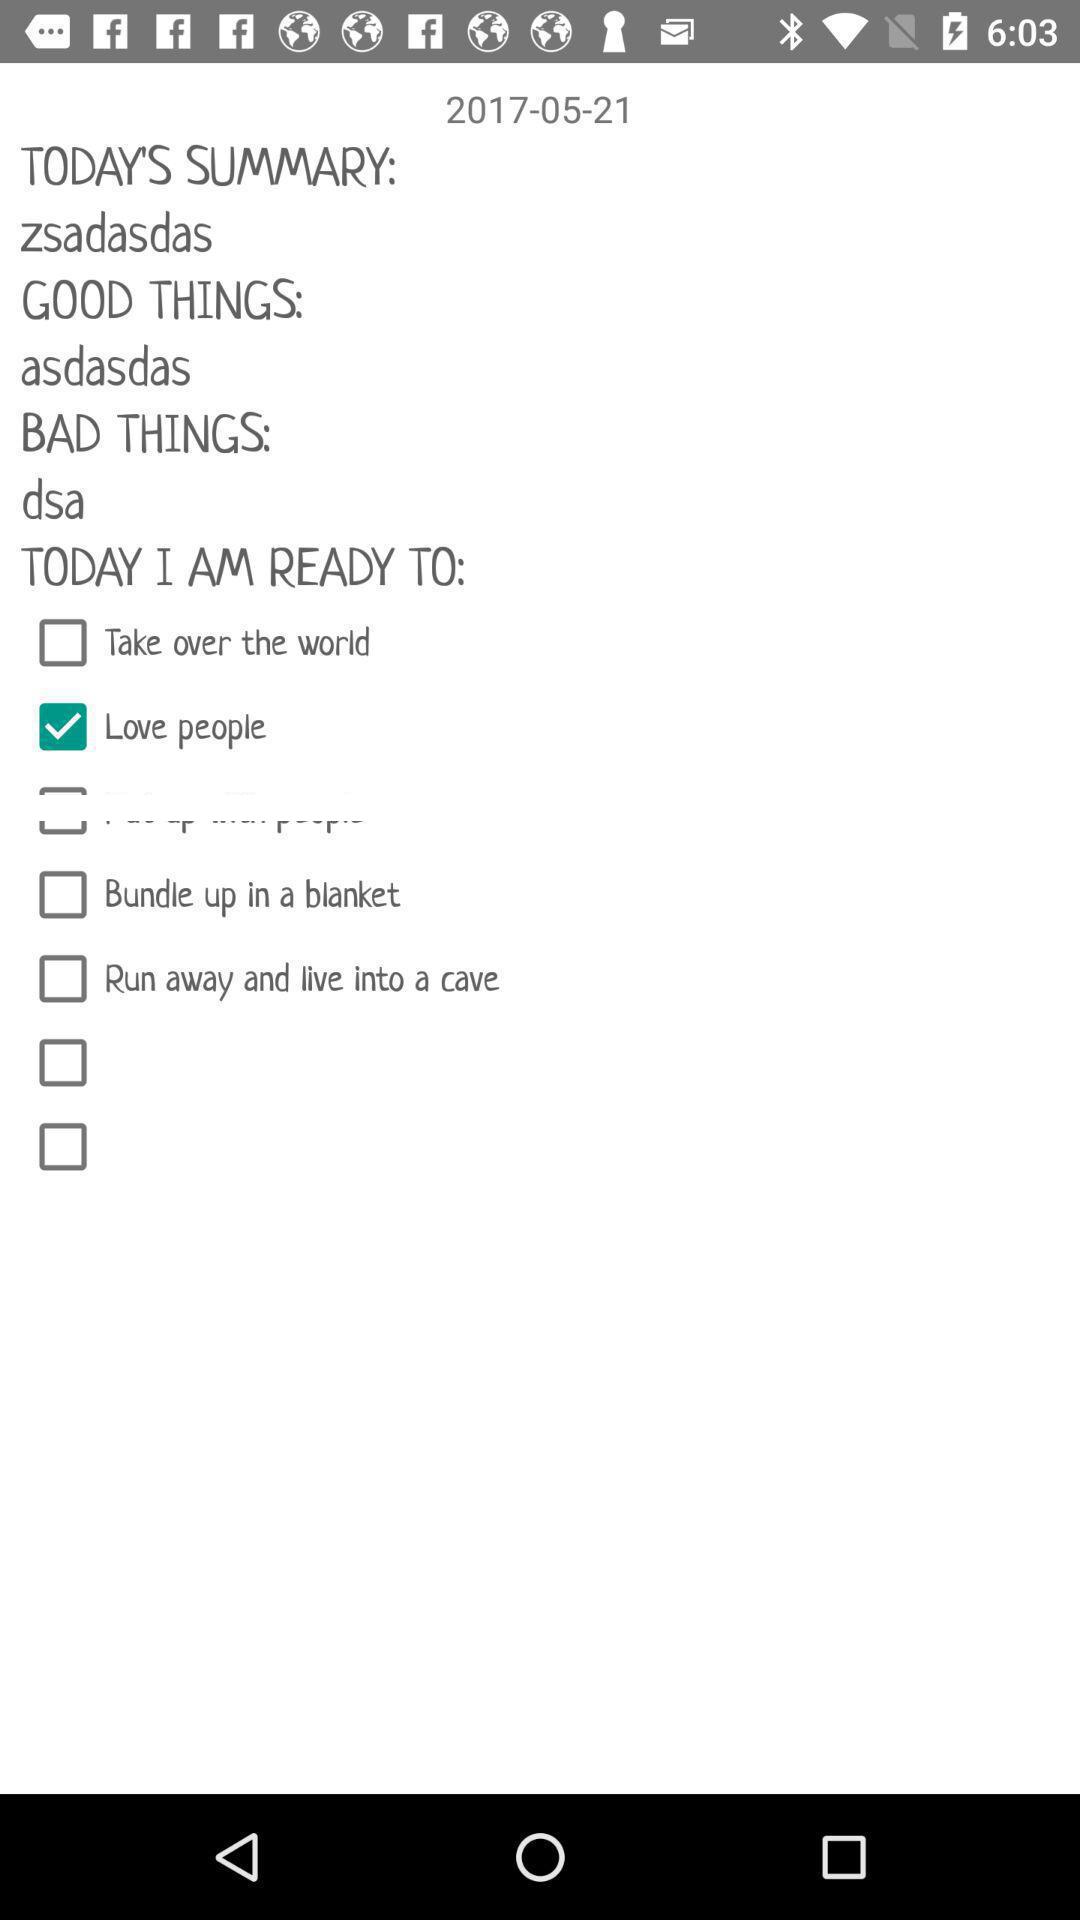 6:03
2017-05-21
TODAY'S SUMMARY:
zsadasdas
GOOD THINGS:
asdasdas
BAD THINGS:
dsa
TODAY I AM READY TO:
Take over the world
Love people
Bundle up in a blanket
Run away and live into a cave